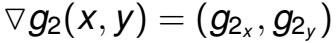 ▽g₂(x, y) = (g₂ₓ, g₂ᵧ)